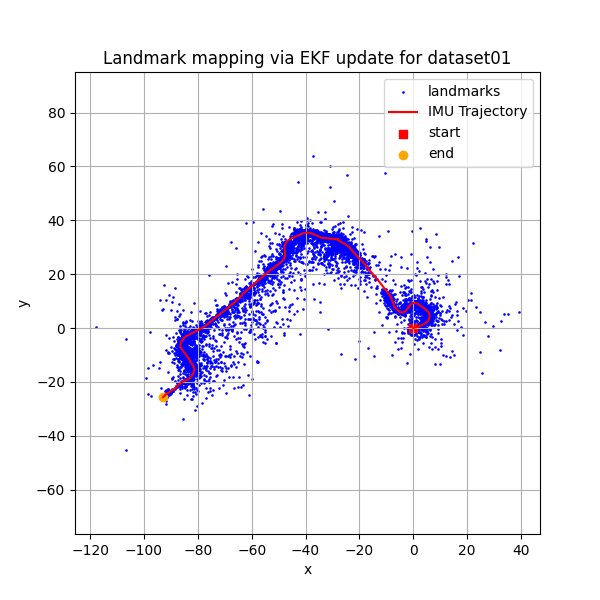 Landmark mapping via EKF update for dataset01
landmarks
IMU Trajectory
start
end
80
60
40
20
0
−20
−40
−60
y
−120 −100 −80 −60 −40 −20 0 20 40
x